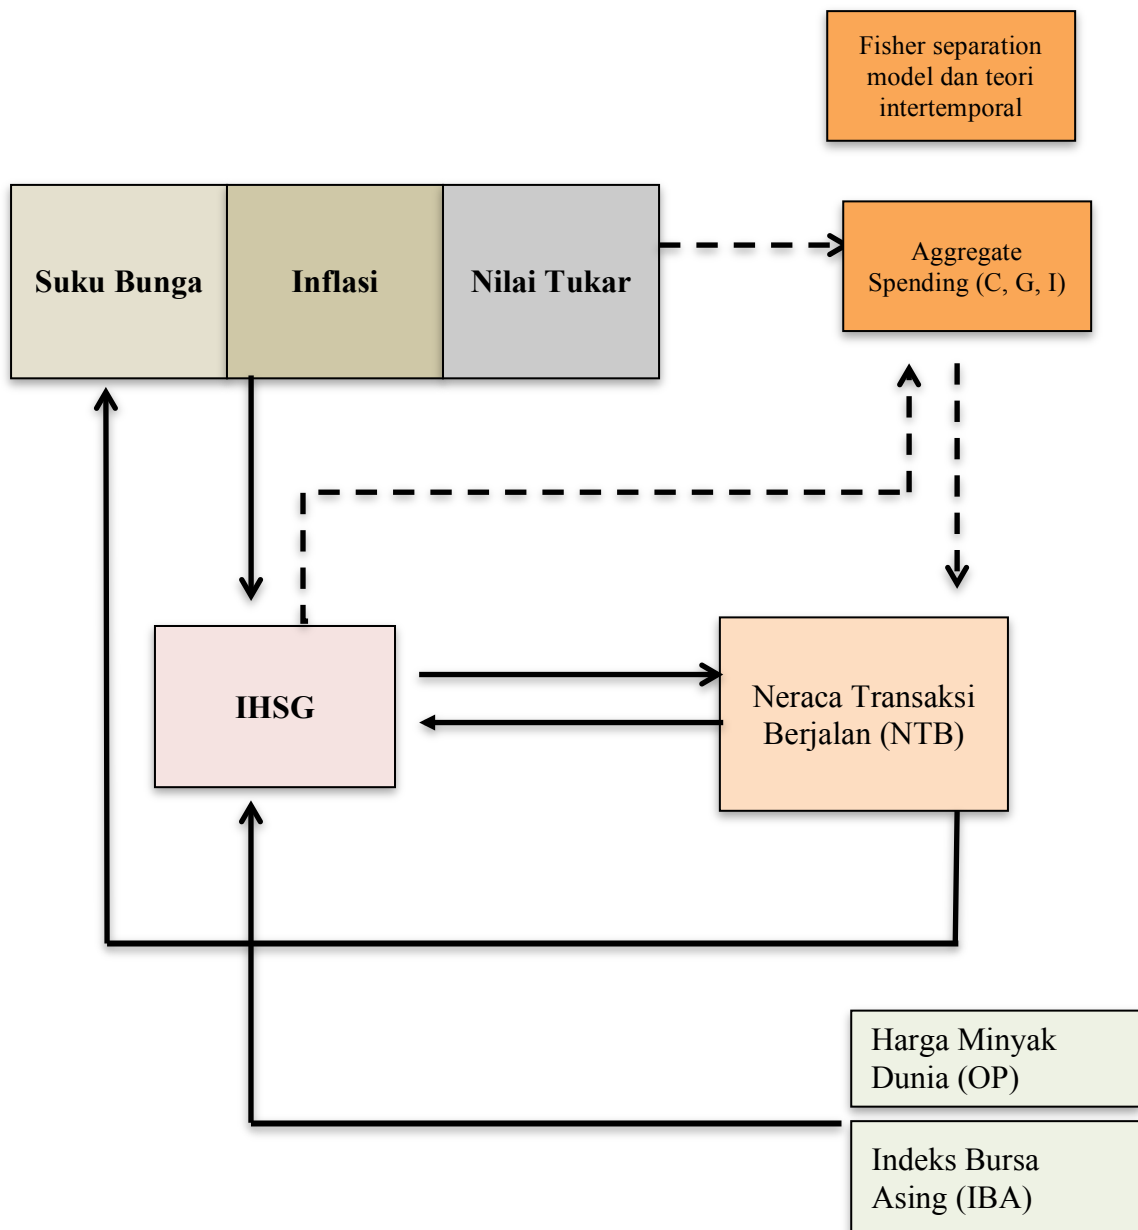 Fisher separation
model dan teori
intertemporal
Suku Bunga
Inflasi
Nilai Tukar
Aggregate
Spending (C, G, I)
IHSG
Neraca Transaksi
Berjalan (NTB)
Harga Minyak
Dunia (OP)
Indeks Bursa
Asing (IBA)